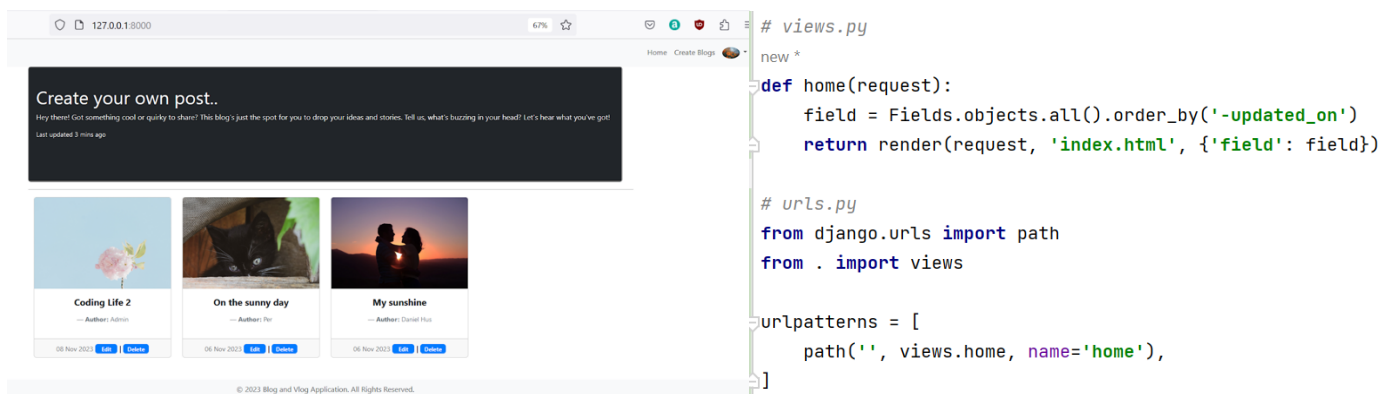 127.0.0.1:8000
67%
Home Create Blogs
Create your own post..
Hey there! Got something cool or quirky to share? This blog's just the spot for you to drop your ideas and stories. Tell us, what's buzzing in your head? Let's hear what you've got!
Last updated 3 mins ago
Coding Life 2
— Author: Admin
08 Nov 2023 Edit | Delete
On the sunny day
— Author: Per
06 Nov 2023 Edit | Delete
My sunshine
— Author: Daniel Hus
06 Nov 2023 Edit | Delete
© 2023 Blog and Vlog Application. All Rights Reserved.
# views.py
new *
def home(request):
    field = Fields.objects.all().order_by('-updated_on')
    return render(request, 'index.html', {'field': field})
# urls.py
from django.urls import path
from . import views
urlpatterns = [
    path('', views.home, name='home'),
]